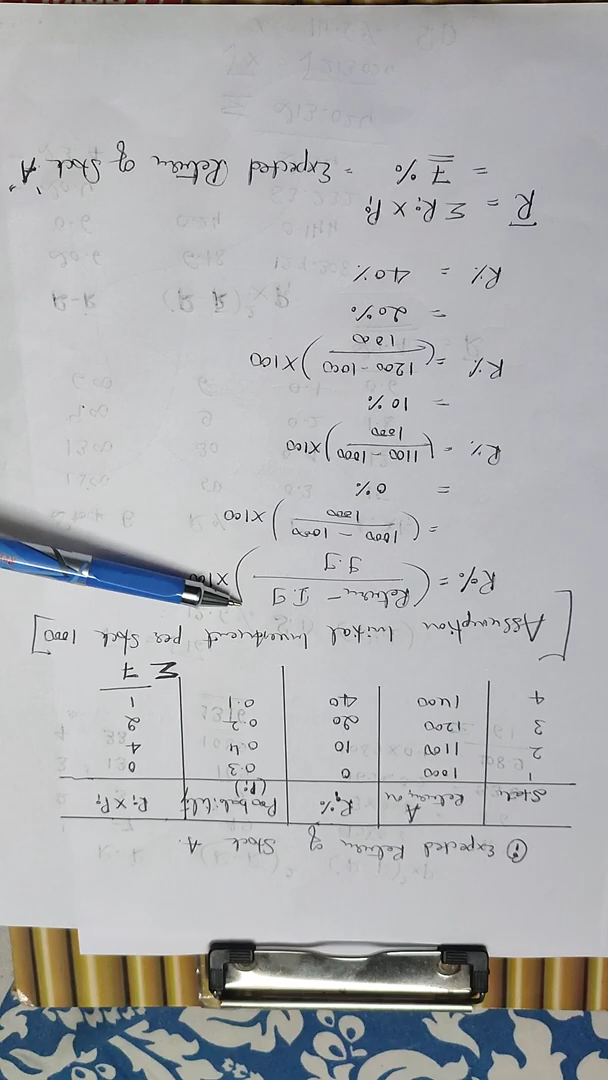 ① Expected Return of Stock A.
State | Return on A | Ri% | Probability (Pi) | Ri × Pi
1 | 1000 | 0 | 0.3 | 0
2 | 1100 | 10 | 0.4 | 4
3 | 1200 | 20 | 0.2 | 2
4 | 1400 | 40 | 0.1 | 1
Σ 7
[Assumption (Initial Investment per Stock 1000]
R% = (Return - I.I / I.I) × 100
= (1000 - 1000 / 1000) × 100
= 0%
R% = (1100 - 1000 / 1000) × 100
= 10%
R% = (1200 - 1000 / 1000) × 100
= 20%
R% = 40%
R̄ = Σ Ri × Pi
= 7% = Expected Return of Stock "A"